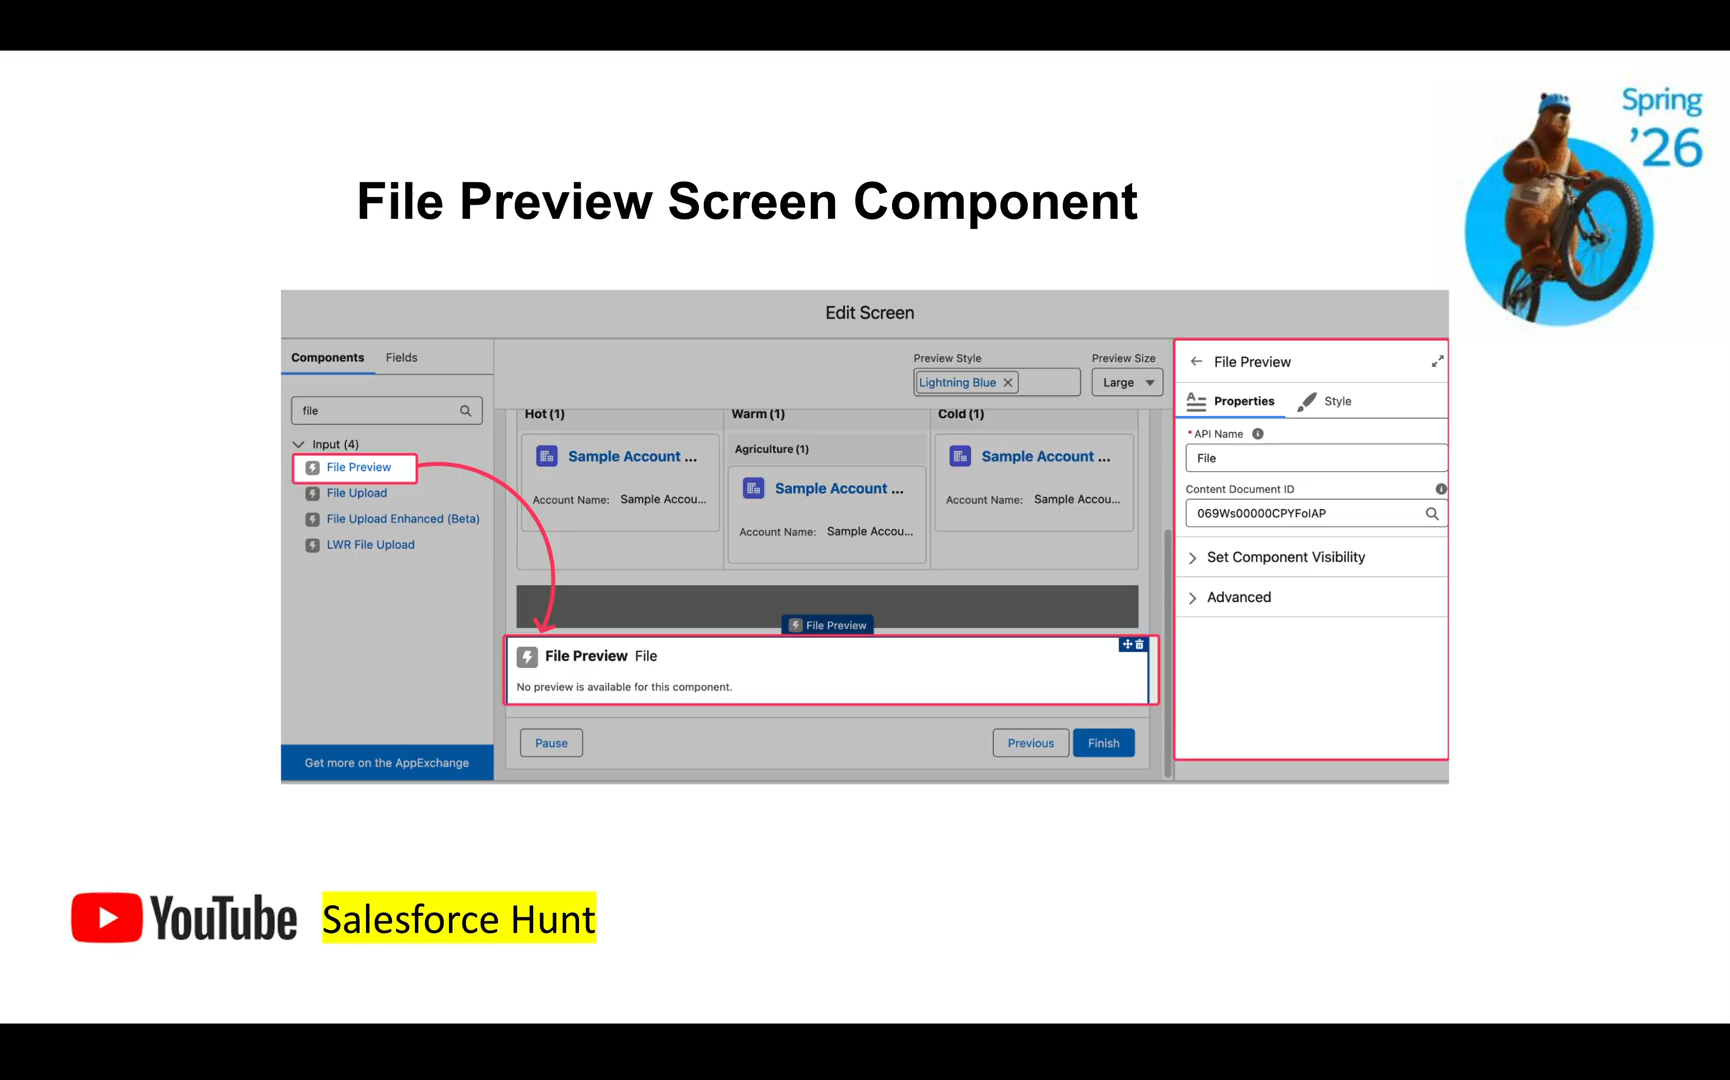 Spring
'26
File Preview Screen Component
Edit Screen
Components
Fields
file
Input (4)
File Preview
File Upload
File Upload Enhanced (Beta)
LWR File Upload
Get more on the AppExchange
Preview Style
Preview Size
Lightning Blue
Large
Hot (1)
Warm (1)
Cold (1)
Sample Account ...
Account Name: Sample Accou...
Agriculture (1)
Sample Account ...
Account Name: Sample Accou...
Sample Account ...
Account Name: Sample Accou...
File Preview
File Preview File
No preview is available for this component.
Pause
Previous
Finish
File Preview
Properties
Style
* API Name
File
Content Document ID
069Ws00000CPYFoIAP
Set Component Visibility
Advanced
YouTube
Salesforce Hunt